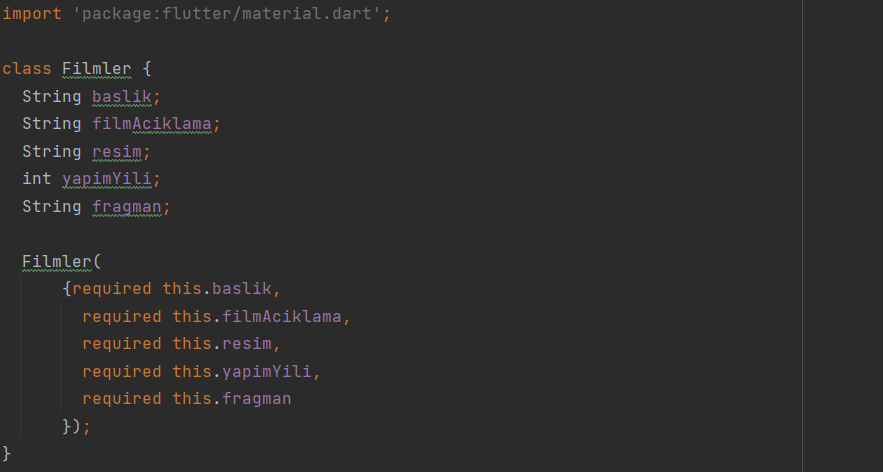 import 'package:flutter/material.dart';
class Filmler {
String baslik;
String filmAciklama;
String resim;
int yapimYili;
String fragman;
Filmler(
{required this.baslik,
required this.filmAciklama,
required this.resim,
required this.yapimYili,
required this.fragman
});
}